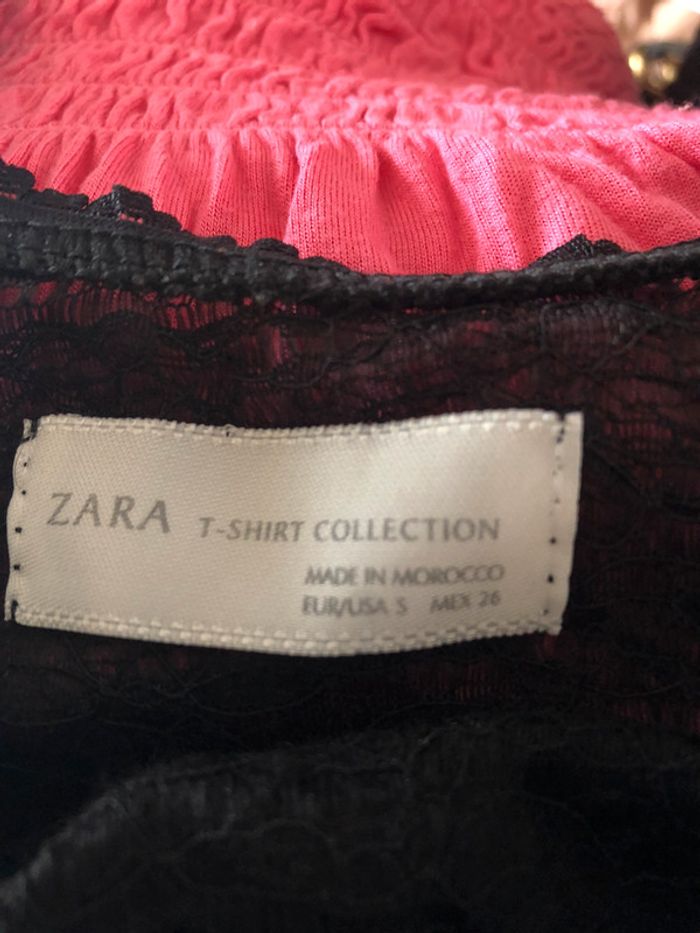 ZARA T-SHIRT COLLECTION
MADE IN MOROCCO
EUR/USA S MEX 26